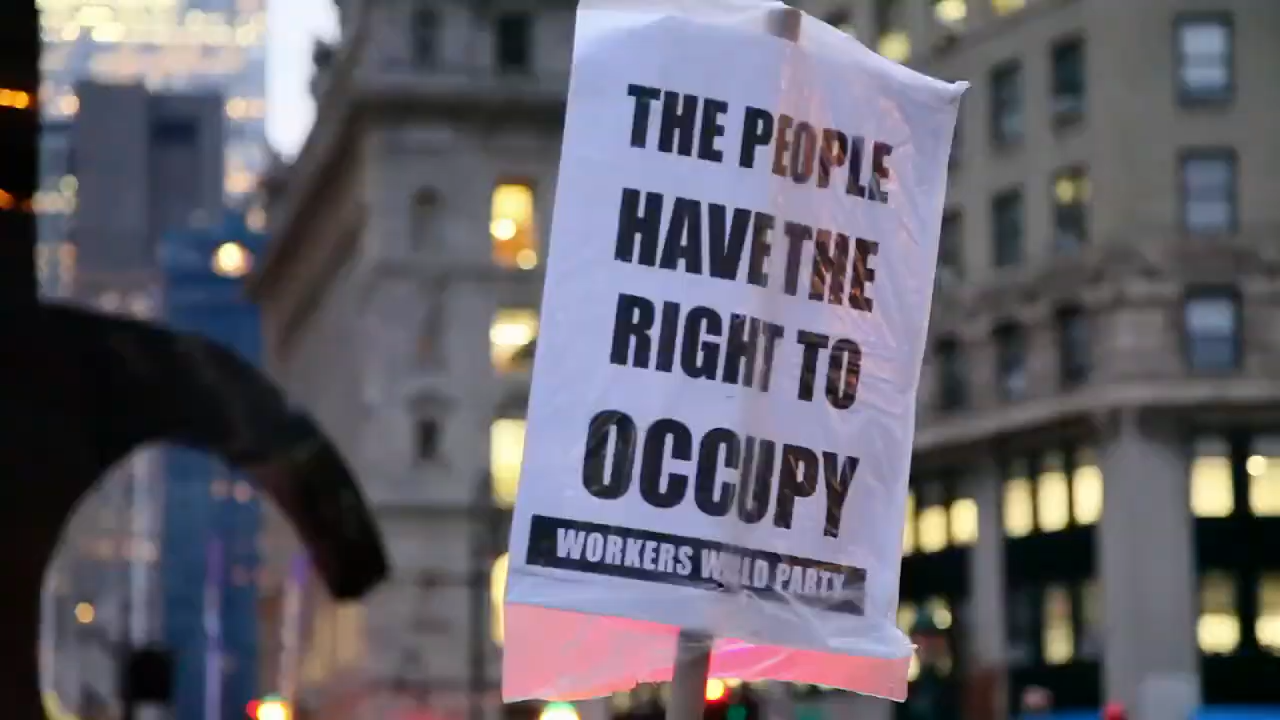 THE PEOPLE
HAVE THE
RIGHT TO
OCCUPY
WORKERS WORLD PARTY